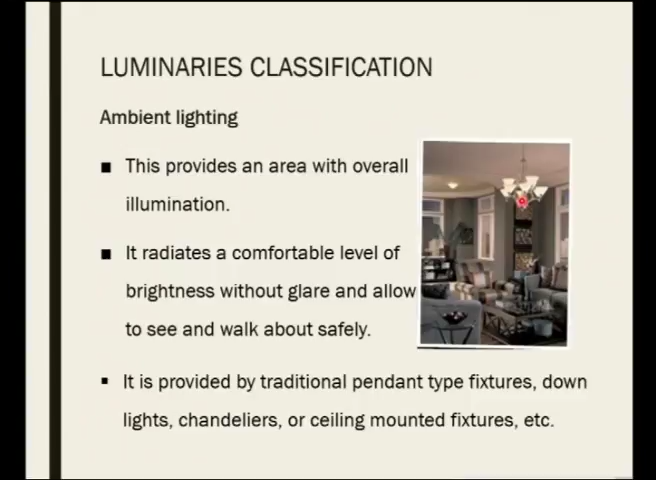 LUMINARIES CLASSIFICATION
Ambient lighting
▪ This provides an area with overall
illumination.
▪ It radiates a comfortable level of
brightness without glare and allow
to see and walk about safely.
▪ It is provided by traditional pendant type fixtures, down
lights, chandeliers, or ceiling mounted fixtures, etc.